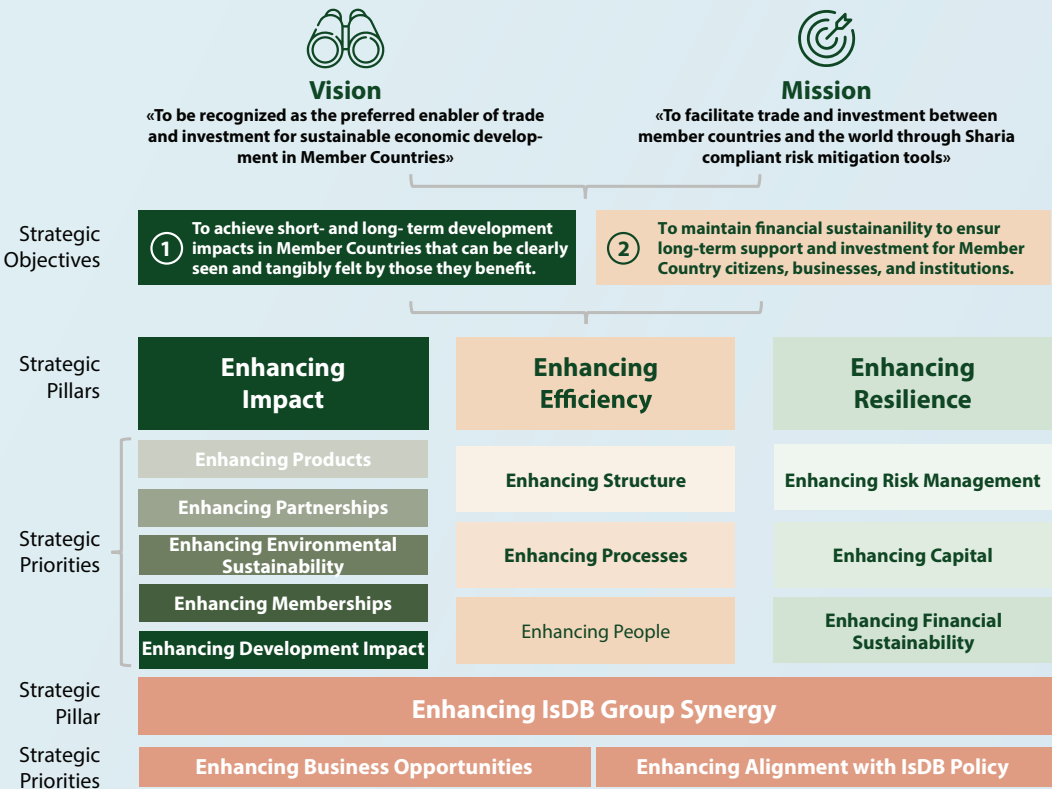 Vision
«To be recognized as the preferred enabler of trade
and investment for sustainable economic develop-
ment in Member Countries»
Mission
«To facilitate trade and investment between
member countries and the world through Sharia
compliant risk mitigation tools»
Strategic
Objectives
1
To achieve short- and long- term development
impacts in Member Countries that can be clearly
seen and tangibly felt by those they benefit.
2
To maintain financial sustainanility to ensure
long-term support and investment for Member
Country citizens, businesses, and institutions.
Strategic
Pillars
Enhancing
Impact
Enhancing
Efficiency
Enhancing
Resilience
Strategic
Priorities
Enhancing Products
Enhancing Partnerships
Enhancing Environmental
Sustainability
Enhancing Memberships
Enhancing Development Impact
Enhancing Structure
Enhancing Processes
Enhancing People
Enhancing Risk Management
Enhancing Capital
Enhancing Financial
Sustainability
Strategic
Pillar
Enhancing IsDB Group Synergy
Strategic
Priorities
Enhancing Business Opportunities
Enhancing Alignment with IsDB Policy